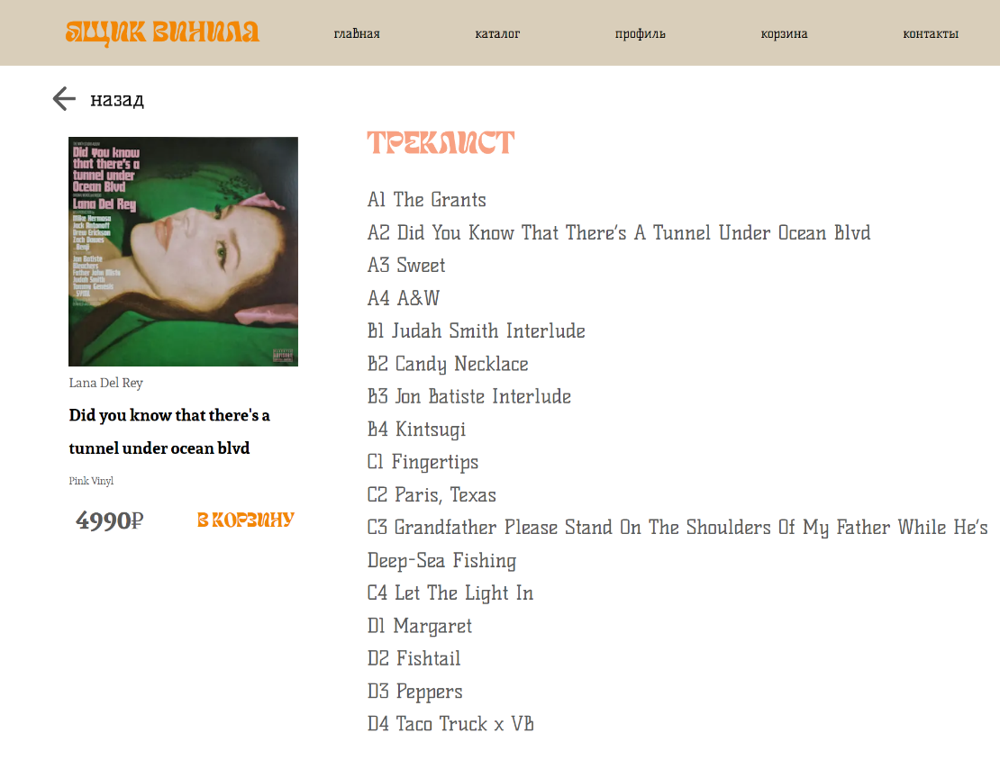 ЯЩИК ВИНИЛА
главная
каталог
профиль
корзина
контакты
назад
Did you know
that there's a
tunnel under
Ocean Blvd
Lana Del Rey
Mike Hermosa
Jack Antonoff
Drew Erickson
Zach Dawes
Benji
Jon Batiste
Bleachers
Father John Misty
Judah Smith
Tommy Genesis
SYML
Lana Del Rey
Did you know that there's a
tunnel under ocean blvd
Pink Vinyl
4990₽
В КОРЗИНУ
ТРЕКЛИСТ
A1 The Grants
A2 Did You Know That There’s A Tunnel Under Ocean Blvd
A3 Sweet
A4 A&W
B1 Judah Smith Interlude
B2 Candy Necklace
B3 Jon Batiste Interlude
B4 Kintsugi
C1 Fingertips
C2 Paris, Texas
C3 Grandfather Please Stand On The Shoulders Of My Father While He’s
Deep-Sea Fishing
C4 Let The Light In
D1 Margaret
D2 Fishtail
D3 Peppers
D4 Taco Truck x VB